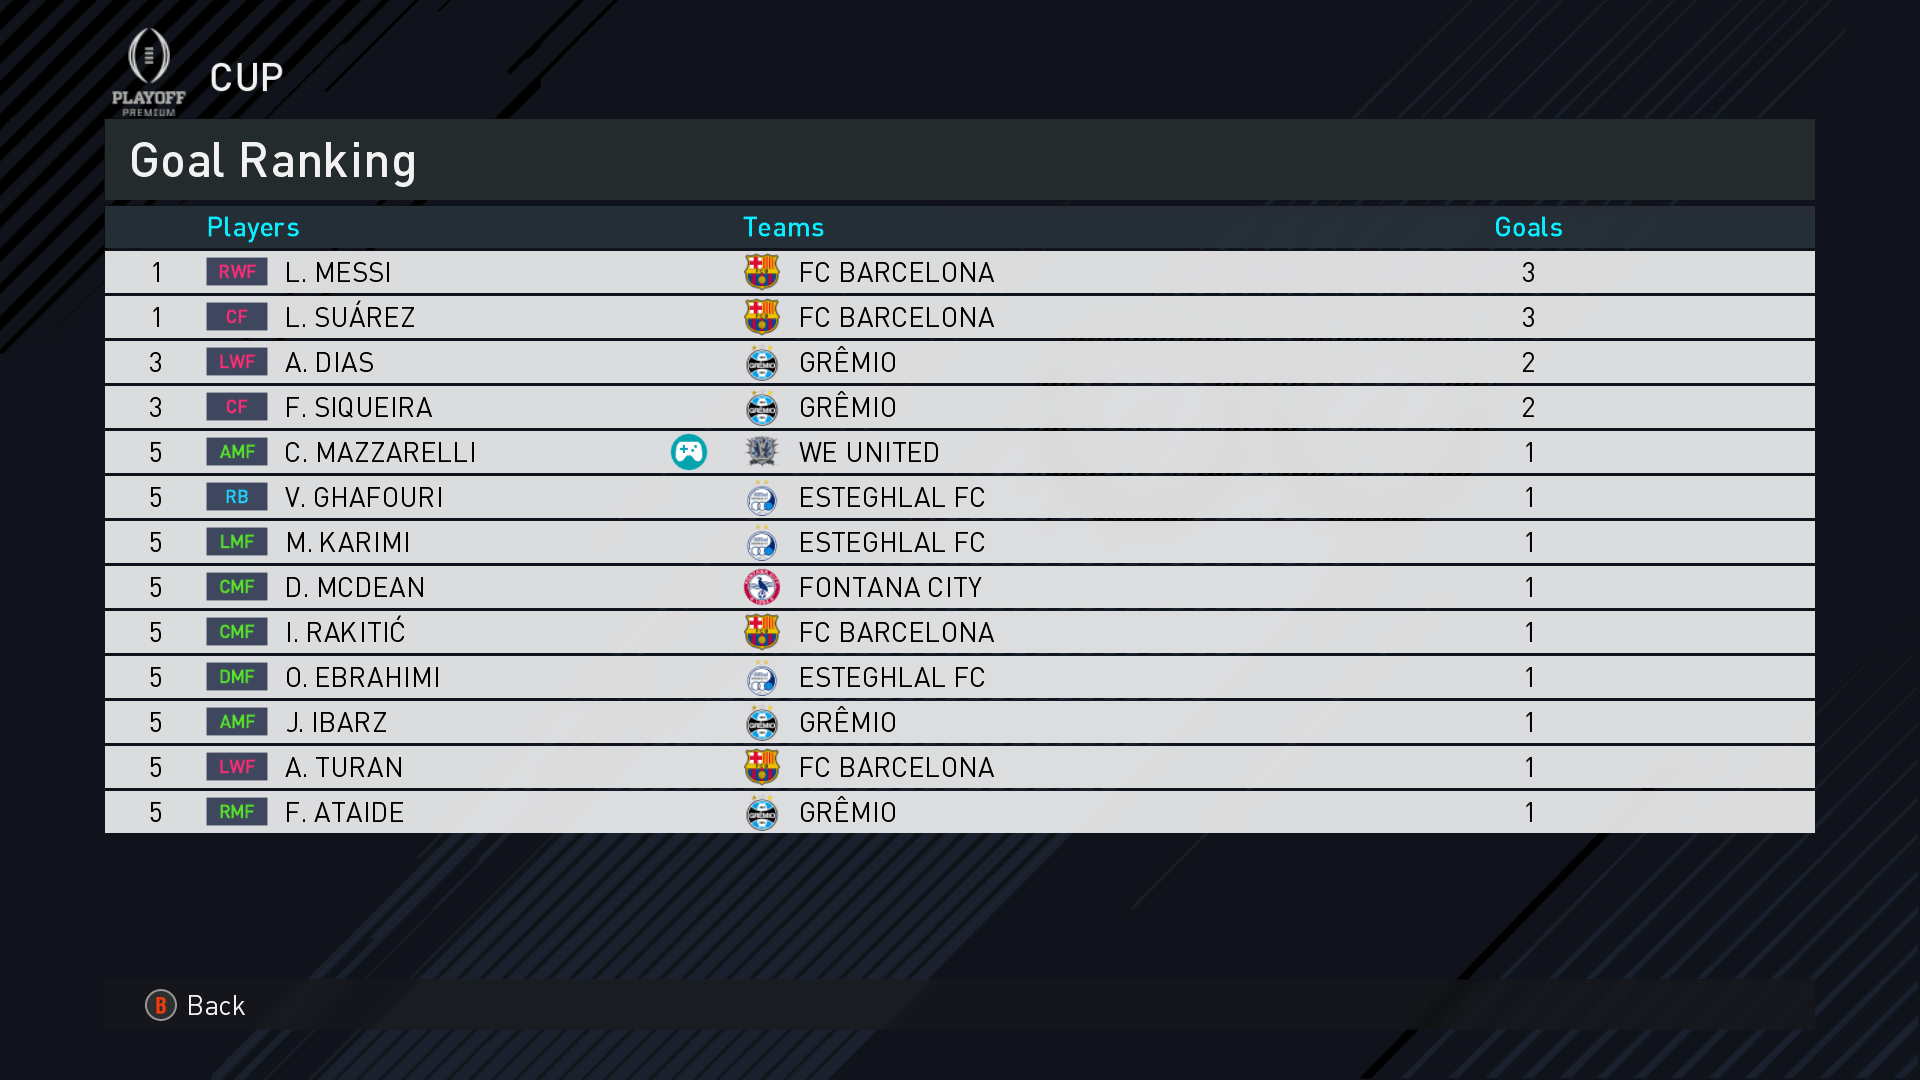 PLAYOFF
PREMIUM
CUP
Goal Ranking
Players Teams Goals
1 RWF L. MESSI FC BARCELONA 3
1 CF L. SUÁREZ FC BARCELONA 3
3 LWF A. DIAS GRÊMIO 2
3 CF F. SIQUEIRA GRÊMIO 2
5 AMF C. MAZZARELLI WE UNITED 1
5 RB V. GHAFOURI ESTEGHLAL FC 1
5 LMF M. KARIMI ESTEGHLAL FC 1
5 CMF D. MCDEAN FONTANA CITY 1
5 CMF I. RAKITIĆ FC BARCELONA 1
5 DMF O. EBRAHIMI ESTEGHLAL FC 1
5 AMF J. IBARZ GRÊMIO 1
5 LWF A. TURAN FC BARCELONA 1
5 RMF F. ATAIDE GRÊMIO 1
B Back